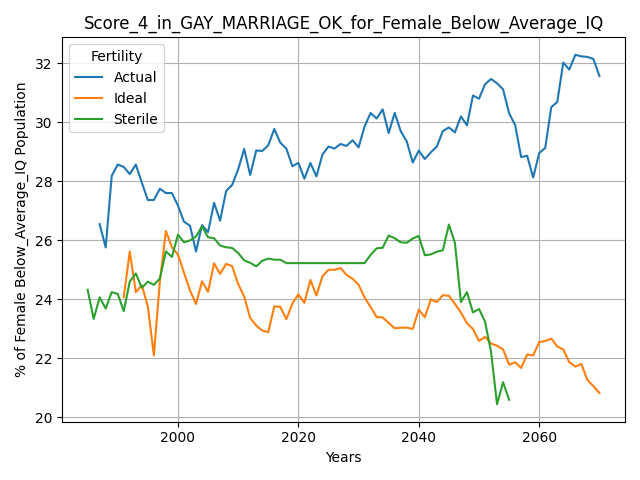 Score_4_in_GAY_MARRIAGE_OK_for_Female_Below_Average_IQ
Fertility
Actual
Ideal
Sterile
% of Female Below_Average_IQ Population
32
30
28
26
24
22
20
2000
2020
2040
2060
Years